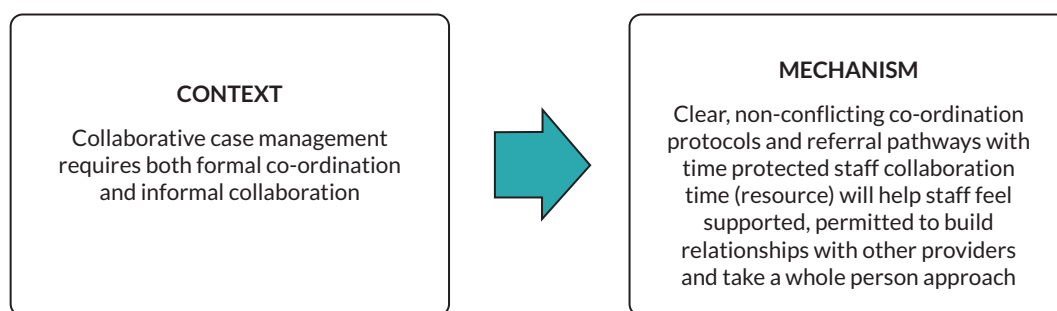 CONTEXT
Collaborative case management
requires both formal co-ordination
and informal collaboration
MECHANISM
Clear, non-conflicting co-ordination
protocols and referral pathways with
time protected staff collaboration
time (resource) will help staff feel
supported, permitted to build
relationships with other providers
and take a whole person approach